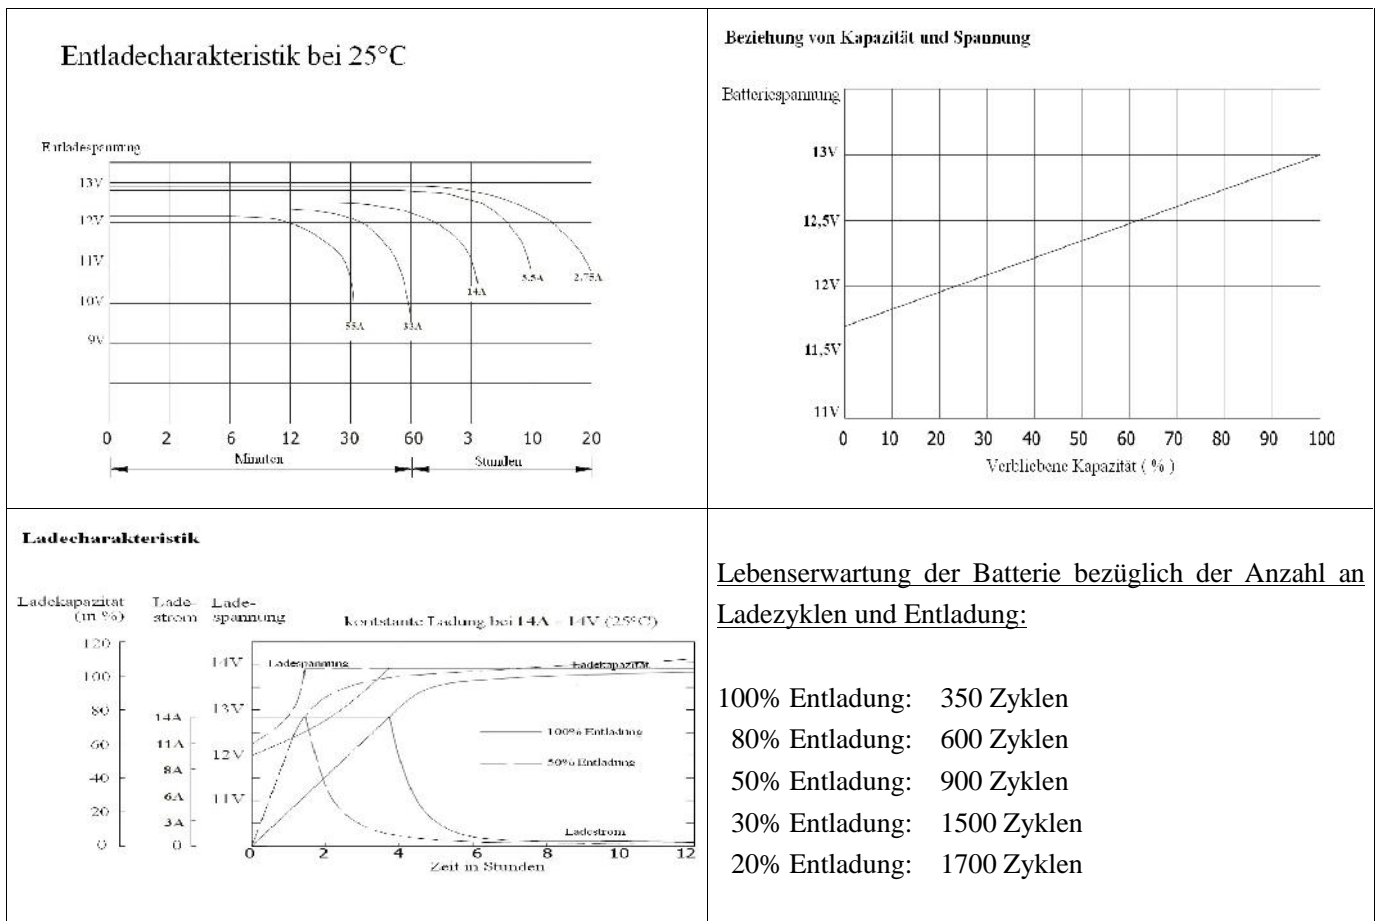 Entladecharakteristik bei 25°C
Entladespannung
13V
12V
11V
10V
9V
55A
33A
14A
5.5A
2.75A
0 2 6 12 30 60 3 10 20
Minuten Stunden
Beziehung von Kapazität und Spannung
Batteriespannung
13V
12,5V
12V
11,5V
11V
0 10 20 30 40 50 60 70 80 90 100
Verbliebene Kapazität ( % )
Ladecharakteristik
Ladekapazität Lade- Lade-
(in %) strom spannung
kontstante Ladung bei 14A - 14V (25°C)
120
100
80
60
40
20
0
14A
11A
8A
6A
3A
0
14V
13V
12V
11V
Ladespannung
Ladekapazität
100% Entladung
50% Entladung
Ladestrom
0 2 4 6 8 10 12
Zeit in Stunden
Lebenserwartung der Batterie bezüglich der Anzahl an
Ladezyklen und Entladung:
100% Entladung: 350 Zyklen
80% Entladung: 600 Zyklen
50% Entladung: 900 Zyklen
30% Entladung: 1500 Zyklen
20% Entladung: 1700 Zyklen